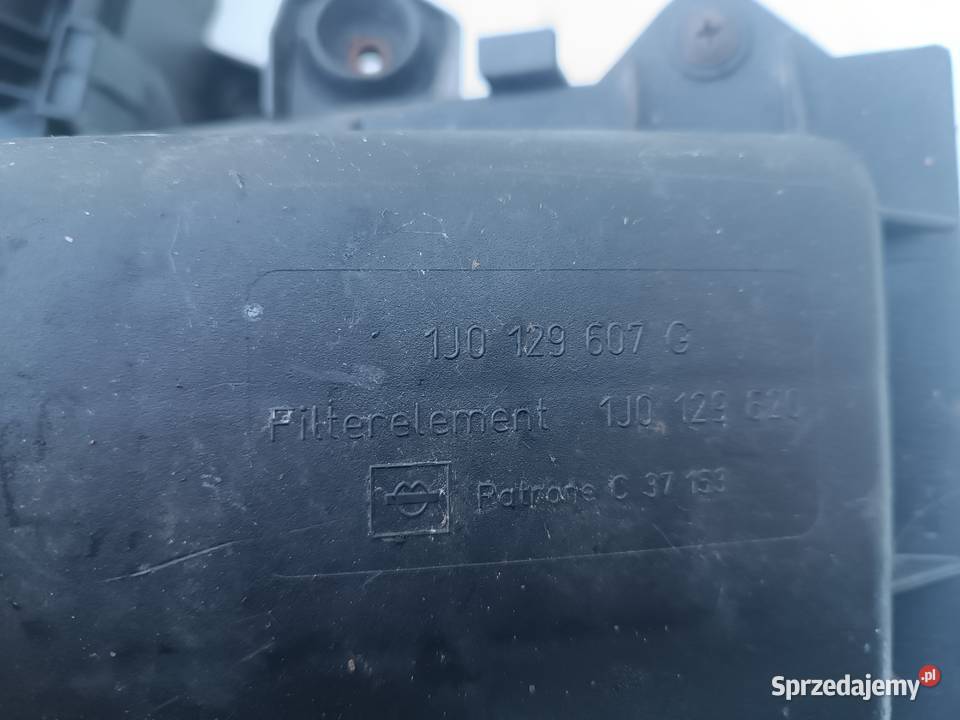 1J0 129 607 G
Filterelement 1J0 129 620
Patrone C 37 153
Sprzedajemy.pl